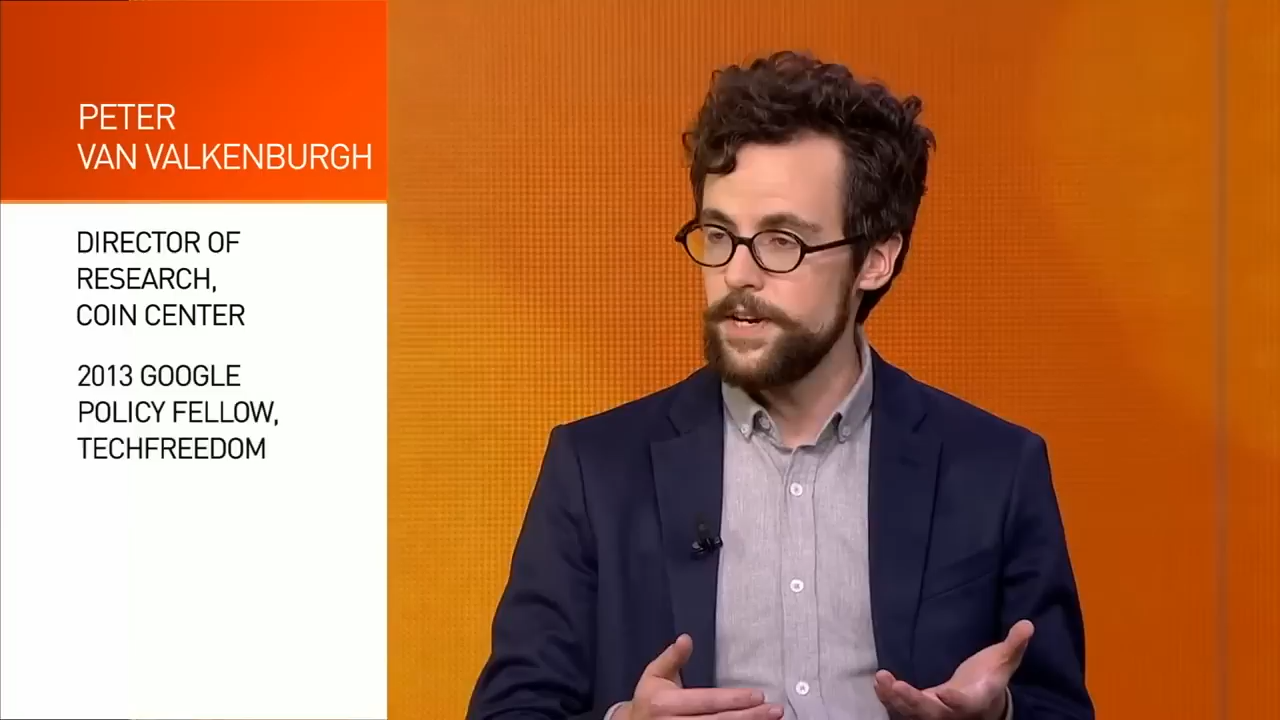 PETER
VAN VALKENBURGH
DIRECTOR OF
RESEARCH,
COIN CENTER
2013 GOOGLE
POLICY FELLOW,
TECHFREEDOM